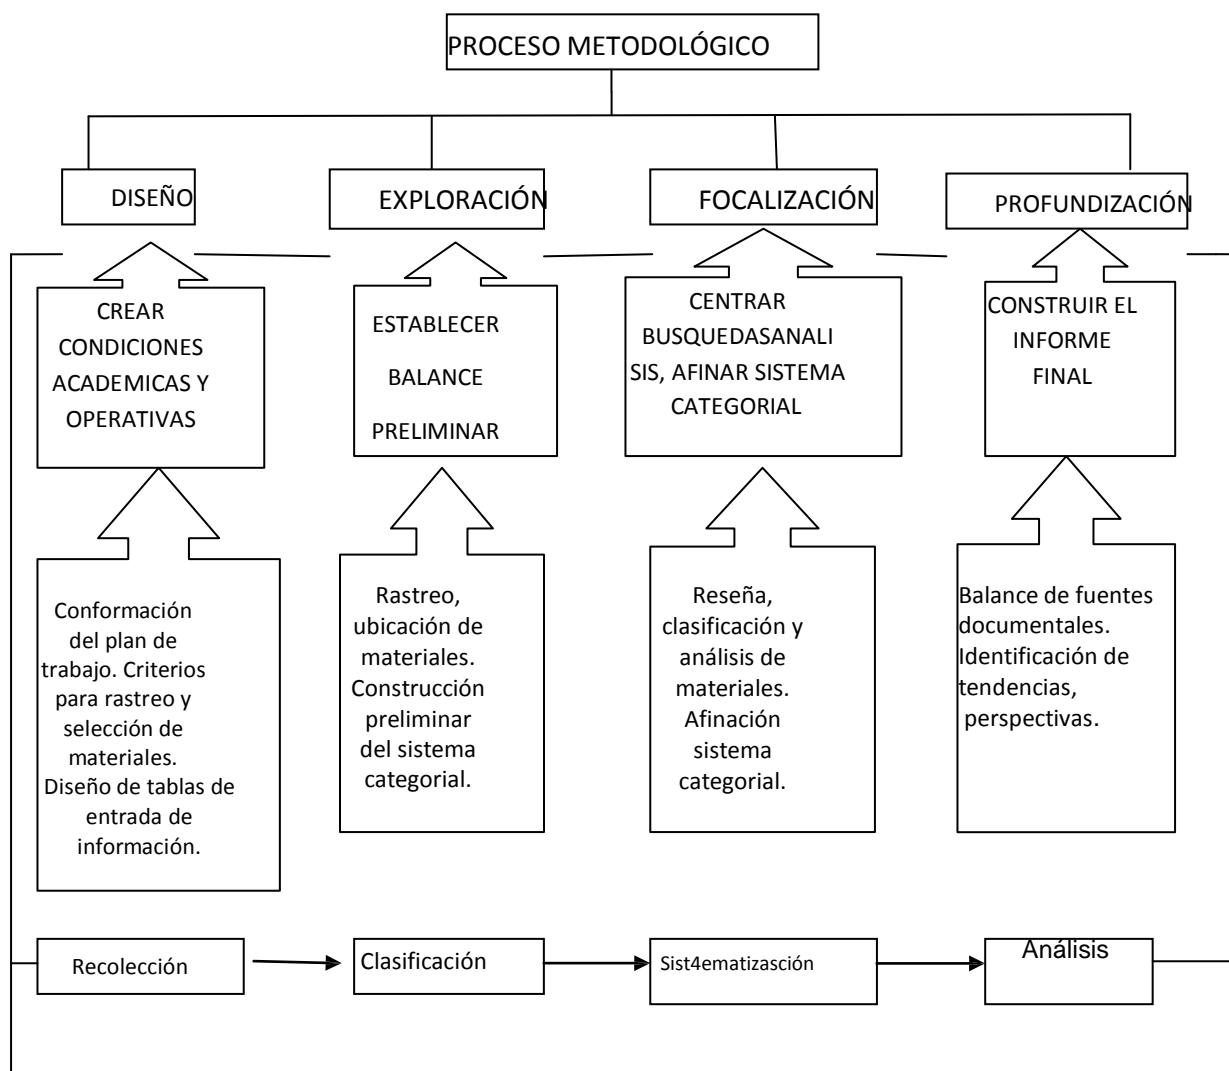 PROCESO METODOLÓGICO
DISEÑO
EXPLORACIÓN
FOCALIZACIÓN
PROFUNDIZACIÓN
CREAR
CONDICIONES
ACADEMICAS Y
OPERATIVAS
ESTABLECER
BALANCE
PRELIMINAR
CENTRAR
BUSQUEDASANALI
SIS, AFINAR SISTEMA
CATEGORIAL
CONSTRUIR EL
INFORME
FINAL
Conformación
del plan de
trabajo. Criterios
para rastreo y
selección de
materiales.
Diseño de tablas de
entrada de
información.
Rastreo,
ubicación de
materiales.
Construcción
preliminar
del sistema
categorial.
Reseña,
clasificación y
análisis de
materiales.
Afinación
sistema
categorial.
Balance de fuentes
documentales.
Identificación de
tendencias,
perspectivas.
Recolección
Clasificación
Sist4ematizasción
Análisis